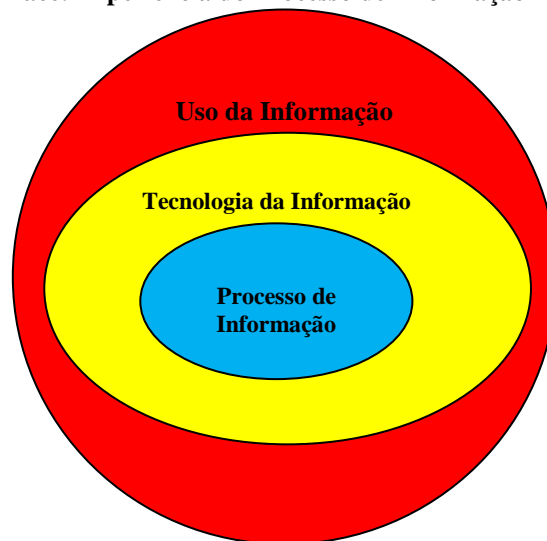 Uso da Informação
Tecnologia da Informação
Processo de
Informação